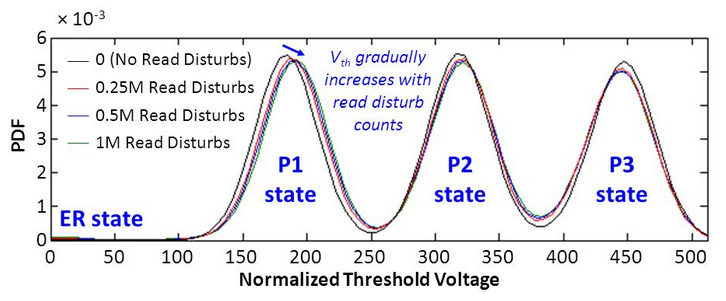 × 10⁻³
6
5
4
3
2
1
0
PDF
0 (No Read Disturbs)
0.25M Read Disturbs
0.5M Read Disturbs
1M Read Disturbs
Vth gradually
increases with
read disturb
counts
ER state
P1
state
P2
state
P3
state
0 50 100 150 200 250 300 350 400 450 500
Normalized Threshold Voltage